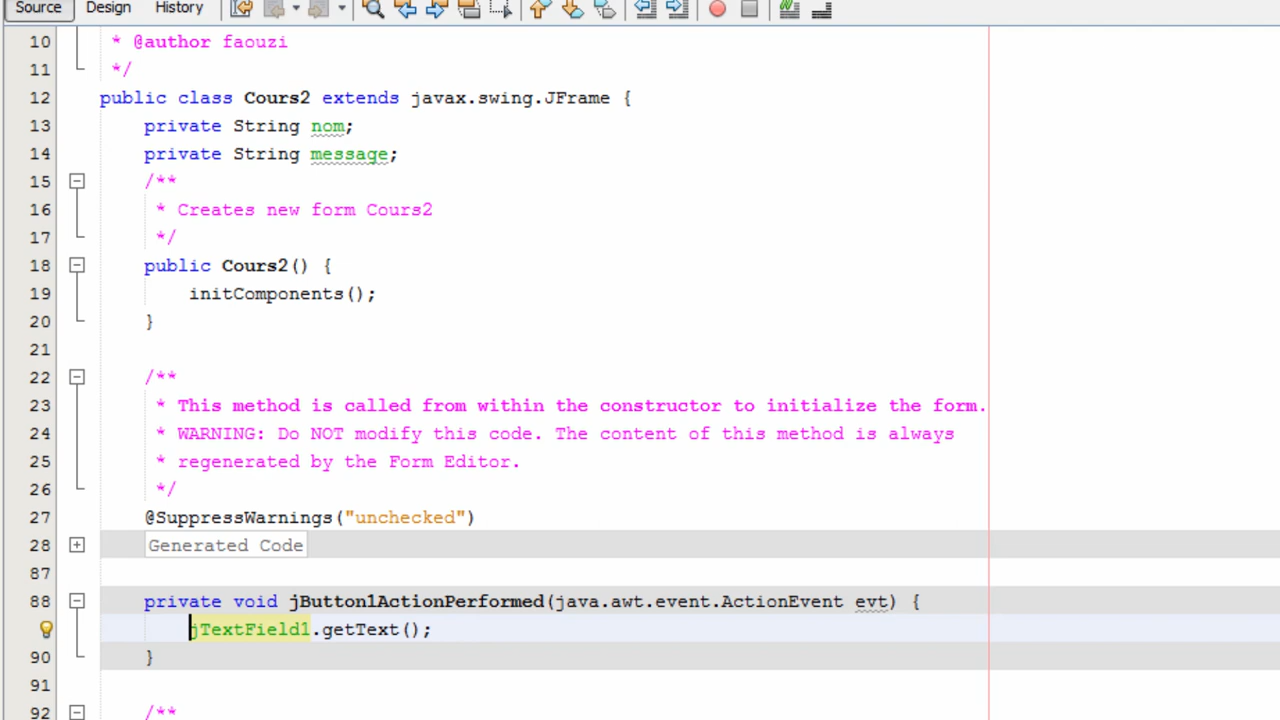 Source Design History
10 * @author faouzi
11 */
12 public class Cours2 extends javax.swing.JFrame {
13 private String nom;
14 private String message;
15 /**
16 * Creates new form Cours2
17 */
18 public Cours2() {
19 initComponents();
20 }
21
22 /**
23 * This method is called from within the constructor to initialize the form.
24 * WARNING: Do NOT modify this code. The content of this method is always
25 * regenerated by the Form Editor.
26 */
27 @SuppressWarnings("unchecked")
28 Generated Code
87
88 private void jButton1ActionPerformed(java.awt.event.ActionEvent evt) {
jTextField1.getText();
90 }
91
92 /**